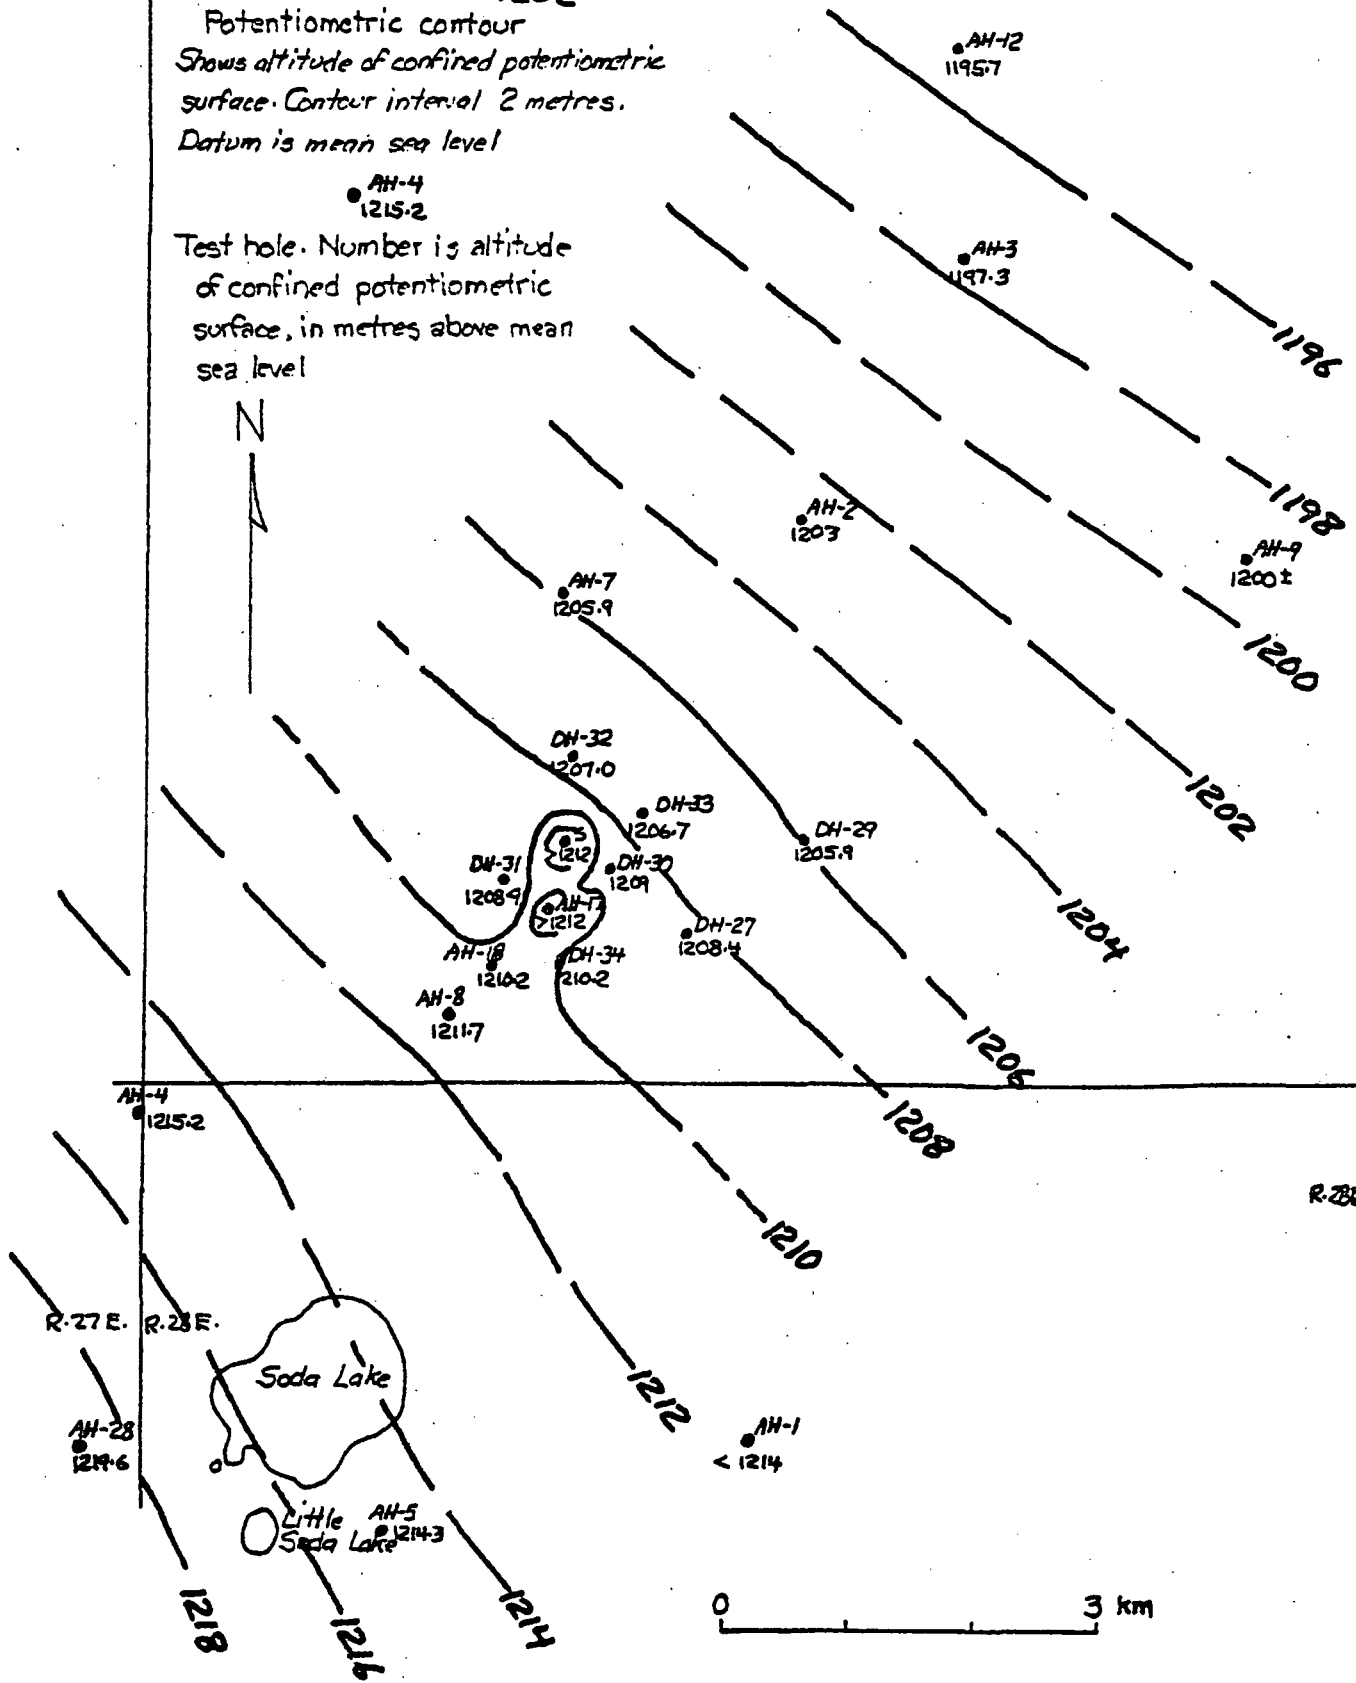 Potentiometric contour
Shows altitude of confined potentiometric
surface. Contour interval 2 metres.
Datum is mean sea level
AH-4
1215.2
Test hole. Number is altitude
of confined potentiometric
surface, in metres above mean
sea level
N
AH-12
1195.7
AH-3
1197.3
1196
1198
AH-2
1203
AH-9
1200±
1200
AH-7
1205.9
DH-32
1207.0
DH-33
1206.7
DH-29
1205.9
1202
S
>1212
DH-31
1208.9
DH-30
1209
AH-17
>1212
DH-27
1208.4
1204
AH-18
1210.2
DH-34
1210.2
AH-8
1211.7
1206
AH-4
1215.2
1208
R.28E
1210
R.27E. R.28E.
Soda Lake
1212
AH-28
1219.6
AH-1
< 1214
Little
Soda Lake
AH-5
1214.3
1218
1216
1214
0 3 km